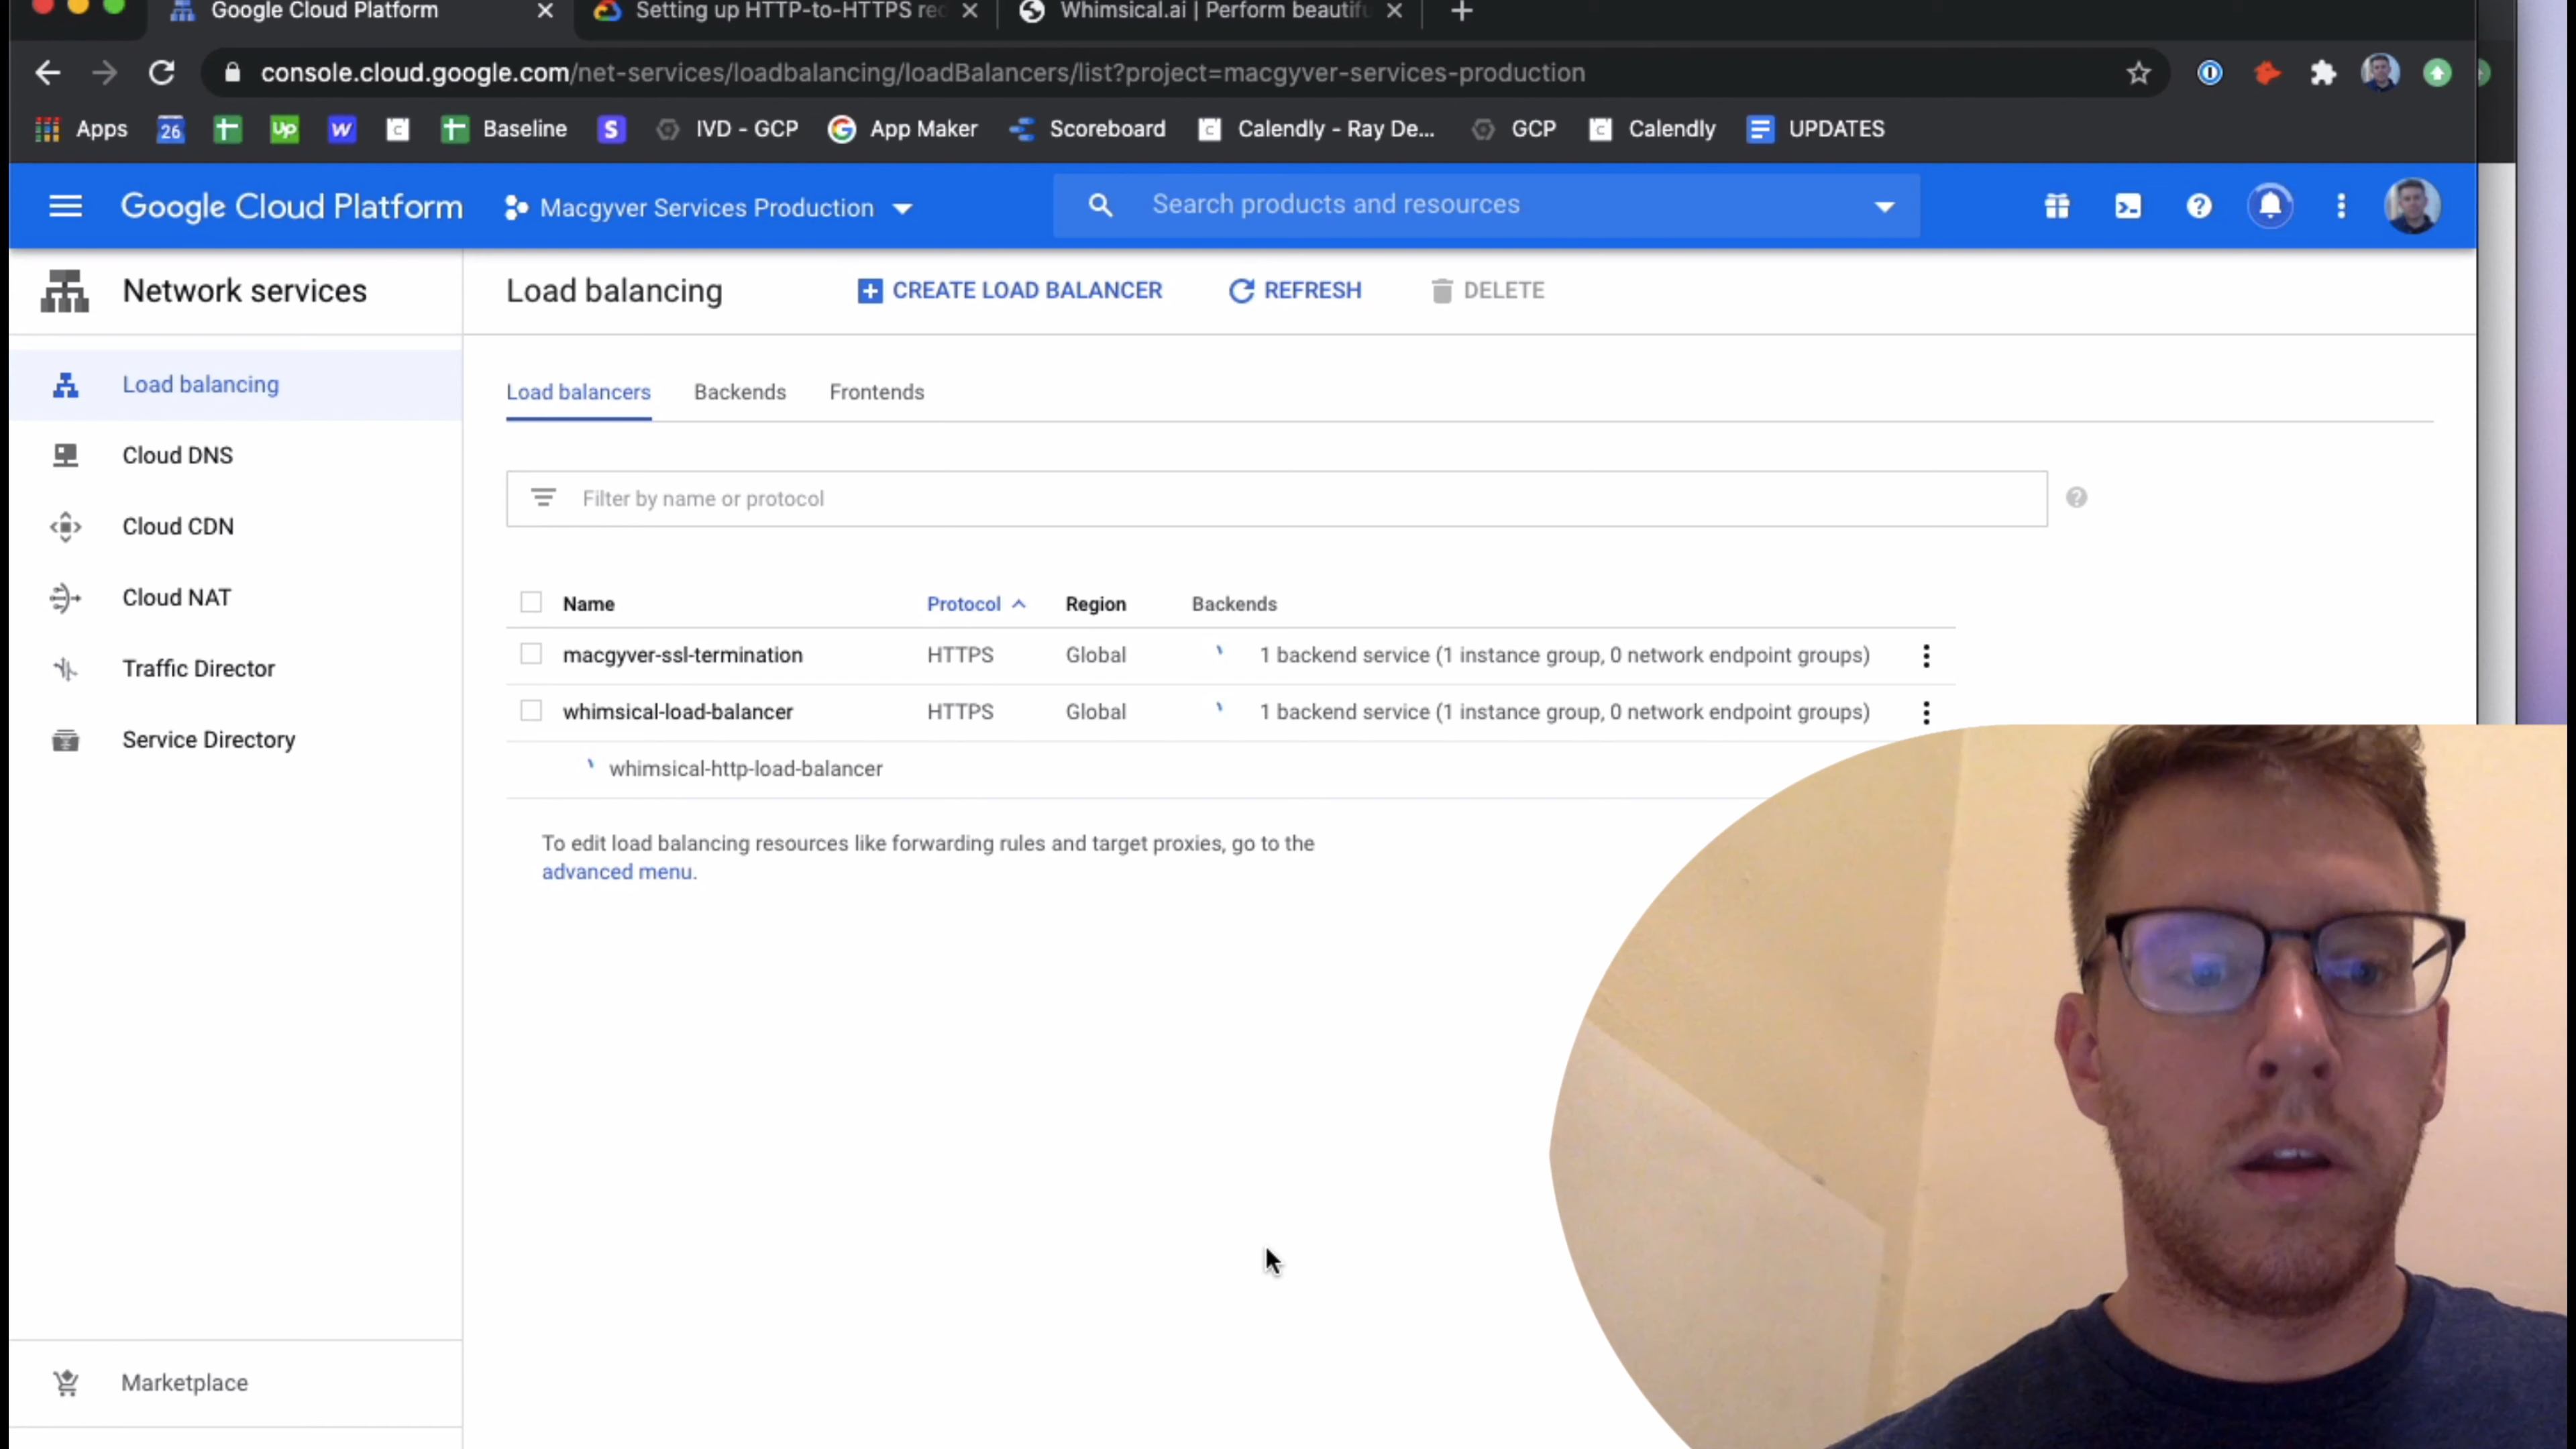 Google Cloud Platform
Setting up HTTP-to-HTTPS red
Whimsical.ai | Perform beautifu
console.cloud.google.com/net-services/loadbalancing/loadBalancers/list?project=macgyver-services-production
Apps 26 Up W C Baseline S IVD - GCP App Maker Scoreboard C Calendly - Ray De... GCP C Calendly UPDATES
Google Cloud Platform Macgyver Services Production Search products and resources
Network services
Load balancing CREATE LOAD BALANCER REFRESH DELETE
Load balancing
Cloud DNS
Cloud CDN
Cloud NAT
Traffic Director
Service Directory
Marketplace
Load balancers Backends Frontends
Filter by name or protocol
Name Protocol Region Backends
macgyver-ssl-termination HTTPS Global 1 backend service (1 instance group, 0 network endpoint groups)
whimsical-load-balancer HTTPS Global 1 backend service (1 instance group, 0 network endpoint groups)
whimsical-http-load-balancer
To edit load balancing resources like forwarding rules and target proxies, go to the
advanced menu.